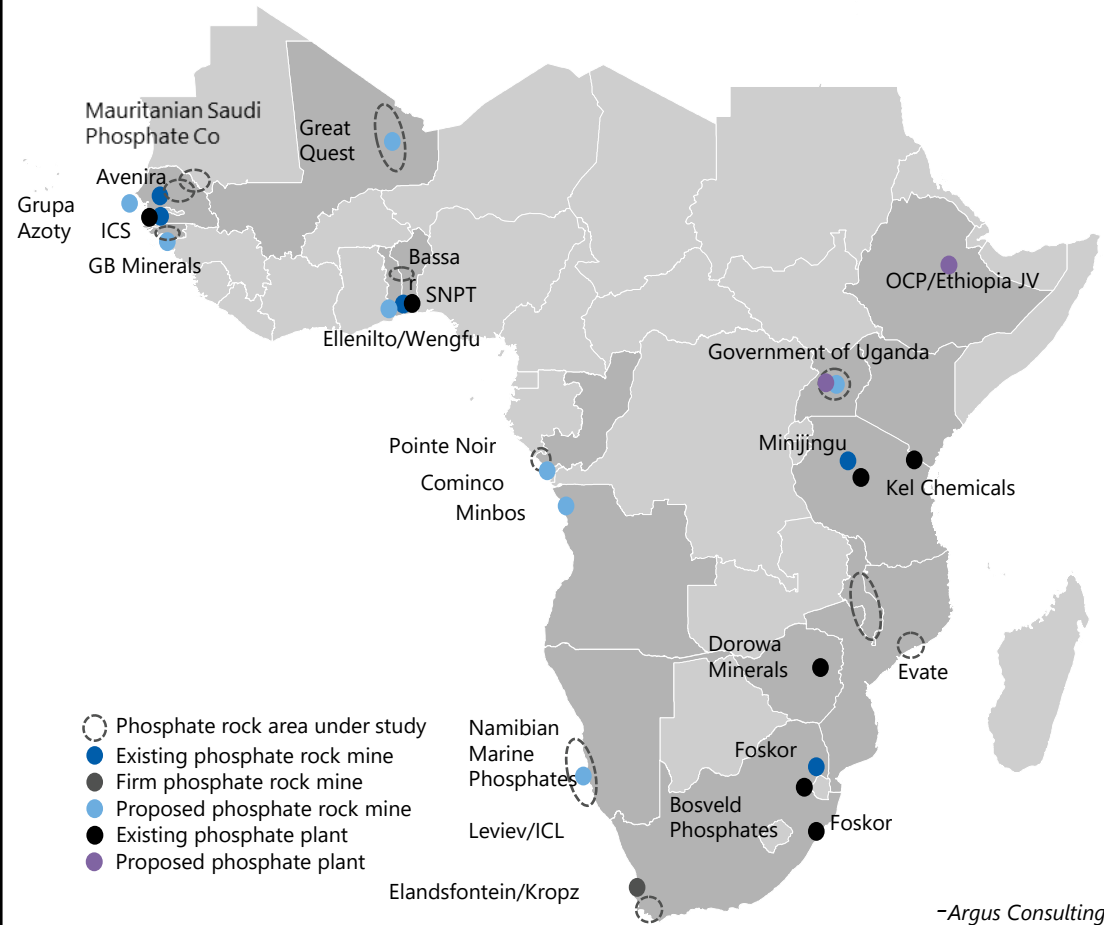 Mauritanian Saudi
Phosphate Co
Great
Quest
Avenira
Grupa
Azoty
ICS
GB Minerals
Bassa
r
SNPT
Ellenilto/Wengfu
OCP/Ethiopia JV
Government of Uganda
Pointe Noir
Cominco
Minbos
Minijingu
Kel Chemicals
Dorowa
Minerals
Evate
Namibian
Marine
Phosphates
Foskor
Bosveld
Phosphates
Foskor
Leviev/ICL
Elandsfontein/Kropz
Phosphate rock area under study
Existing phosphate rock mine
Firm phosphate rock mine
Proposed phosphate rock mine
Existing phosphate plant
Proposed phosphate plant
–Argus Consulting